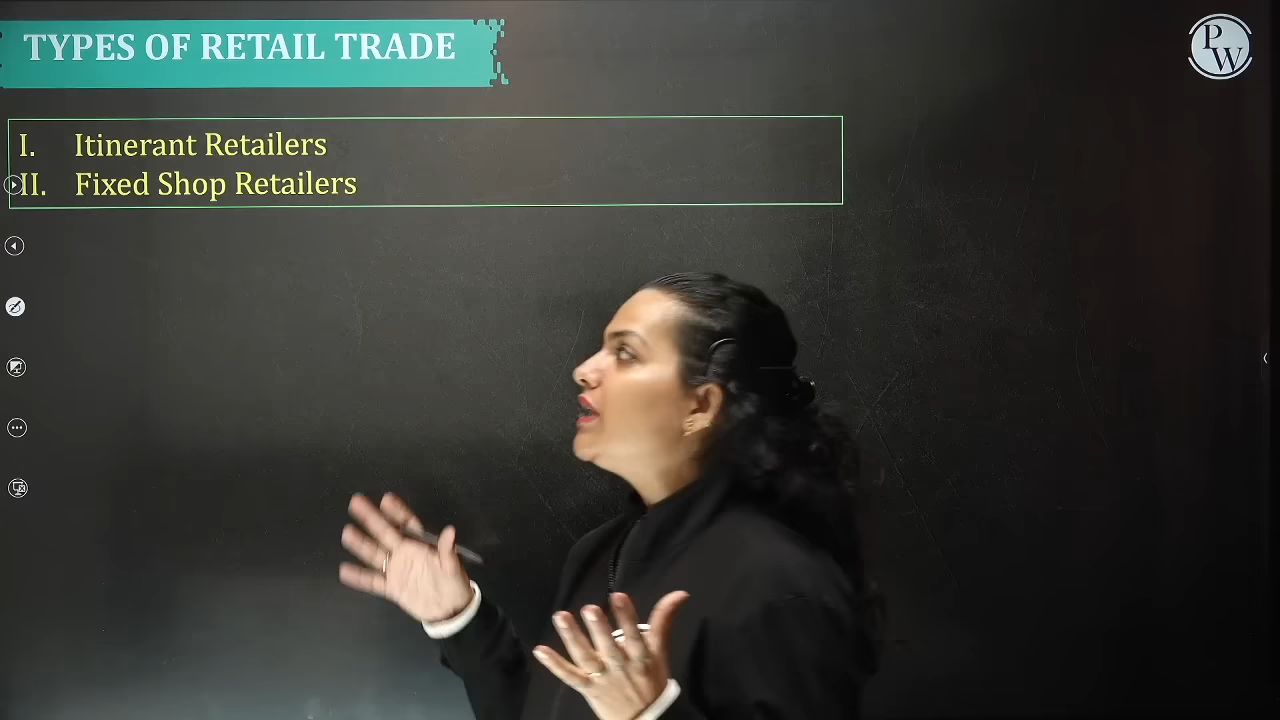 TYPES OF RETAIL TRADE
PW
I. Itinerant Retailers
II. Fixed Shop Retailers